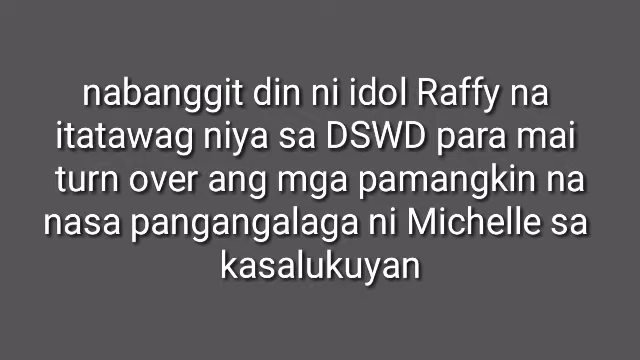 nabanggit din ni idol Raffy na
itatawag niya sa DSWD para mai
turn over ang mga pamangkin na
nasa pangangalaga ni Michelle sa
kasalukuyan